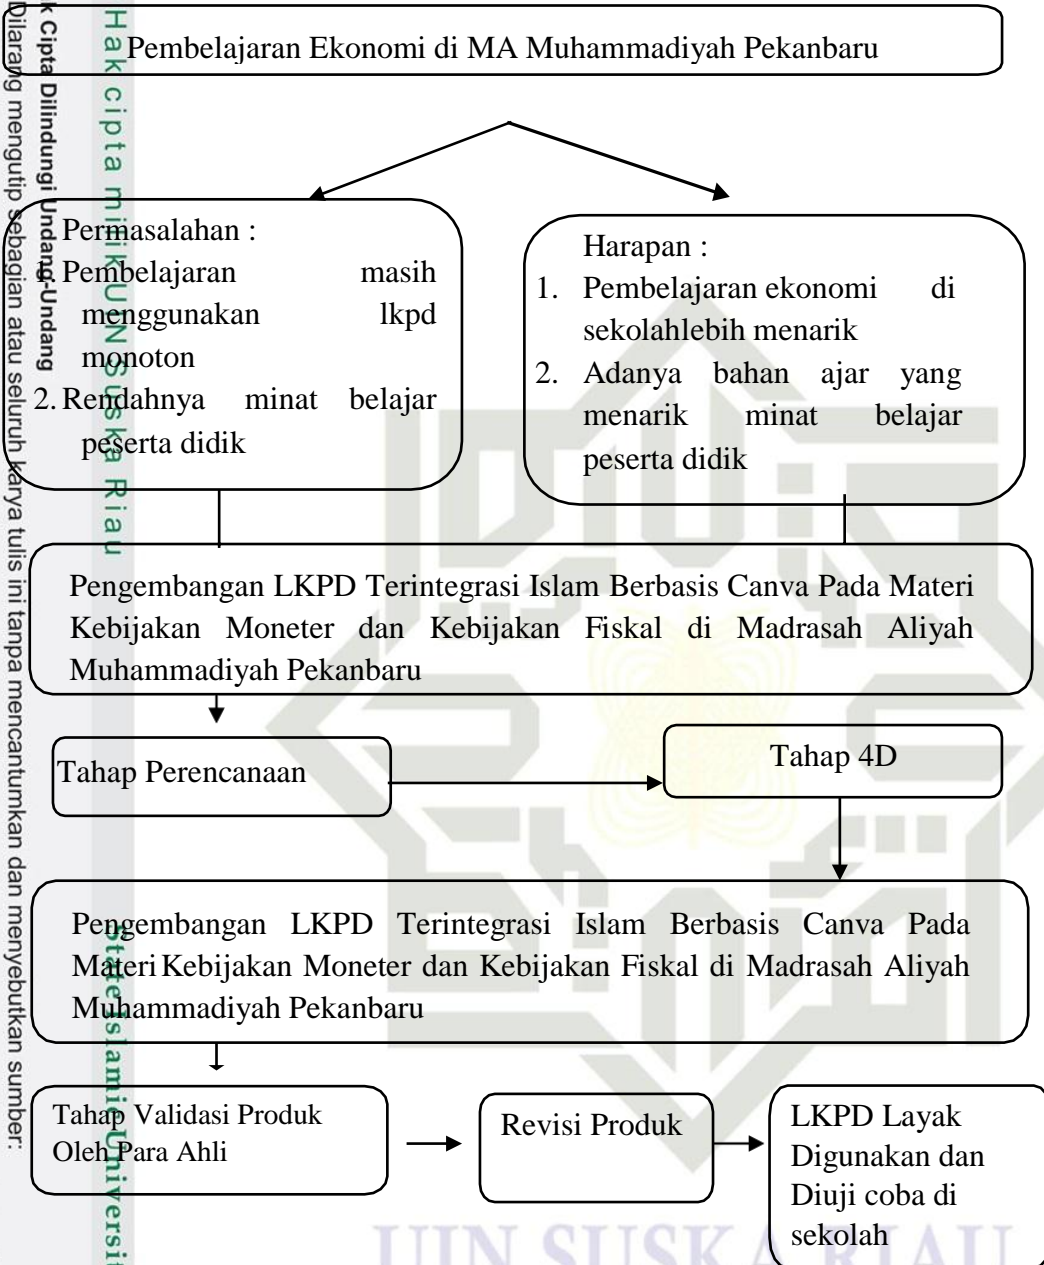 Pembelajaran Ekonomi di MA Muhammadiyah Pekanbaru
Permasalahan :
1. Pembelajaran masih
menggunakan lkpd
monoton
2. Rendahnya minat belajar
peserta didik
Harapan :
1. Pembelajaran ekonomi di
sekolahlebih menarik
2. Adanya bahan ajar yang
menarik minat belajar
peserta didik
Pengembangan LKPD Terintegrasi Islam Berbasis Canva Pada Materi
Kebijakan Moneter dan Kebijakan Fiskal di Madrasah Aliyah
Muhammadiyah Pekanbaru
Tahap Perencanaan
Tahap 4D
Pengembangan LKPD Terintegrasi Islam Berbasis Canva Pada
Materi Kebijakan Moneter dan Kebijakan Fiskal di Madrasah Aliyah
Muhammadiyah Pekanbaru
Tahap Validasi Produk
Oleh Para Ahli
Revisi Produk
LKPD Layak
Digunakan dan
Diuji coba di
sekolah
Hak cipta milik UIN Suska Riau
State Islamic Universit
k Cipta Dilindungi Undang-Undang
Dilarang mengutip sebagian atau seluruh karya tulis ini tanpa mencantumkan dan menyebutkan sumber:
UIN SUSKA RIAU